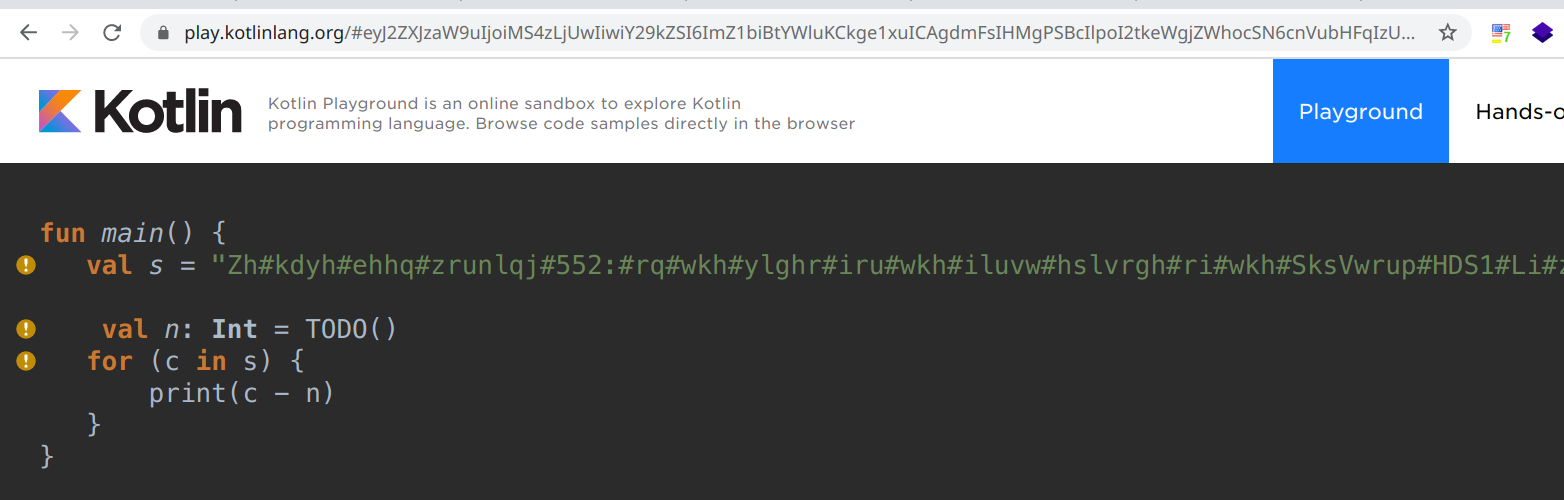 play.kotlinlang.org/#eyJ2ZXJzaW9uIjoiMS4zLjUwIiwiY29kZSI6ImZ1biBtYWluKCkge1xuICAgdmFsIHMgPSBcIlpoI2tkeWgjZWhocSN6cnVubHFqIzU...
7
Kotlin
Kotlin Playground is an online sandbox to explore Kotlin
programming language. Browse code samples directly in the browser
Playground
Hands-o
fun main() {
val s = "Zh#kdyh#ehhq#zrunlqj#552:#rq#wkh#ylghr#iru#wkh#iluvw#hslvrgh#ri#wkh#SksVwrup#HDS1#Li#z
val n: Int = TODO()
for (c in s) {
print(c - n)
}
}